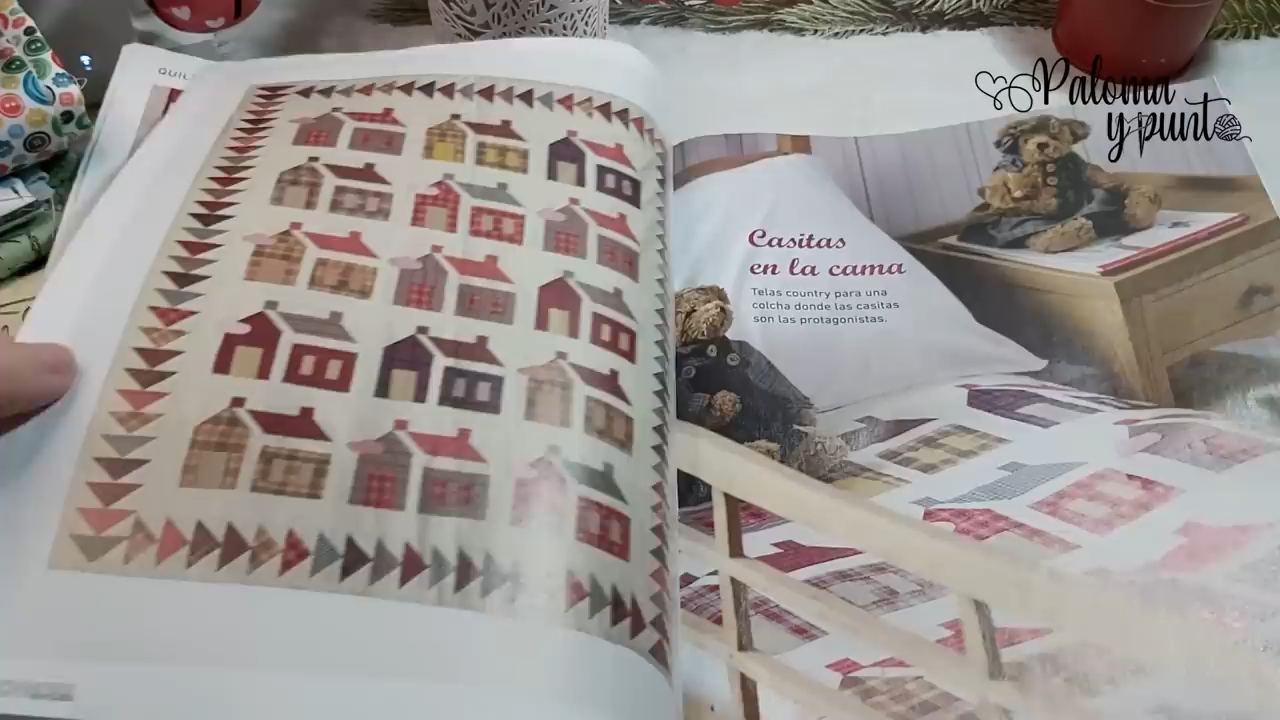 QUIL
Paloma
y punto
Casitas
en la cama
Telas country para una
colcha donde las casitas
son las protagonistas.